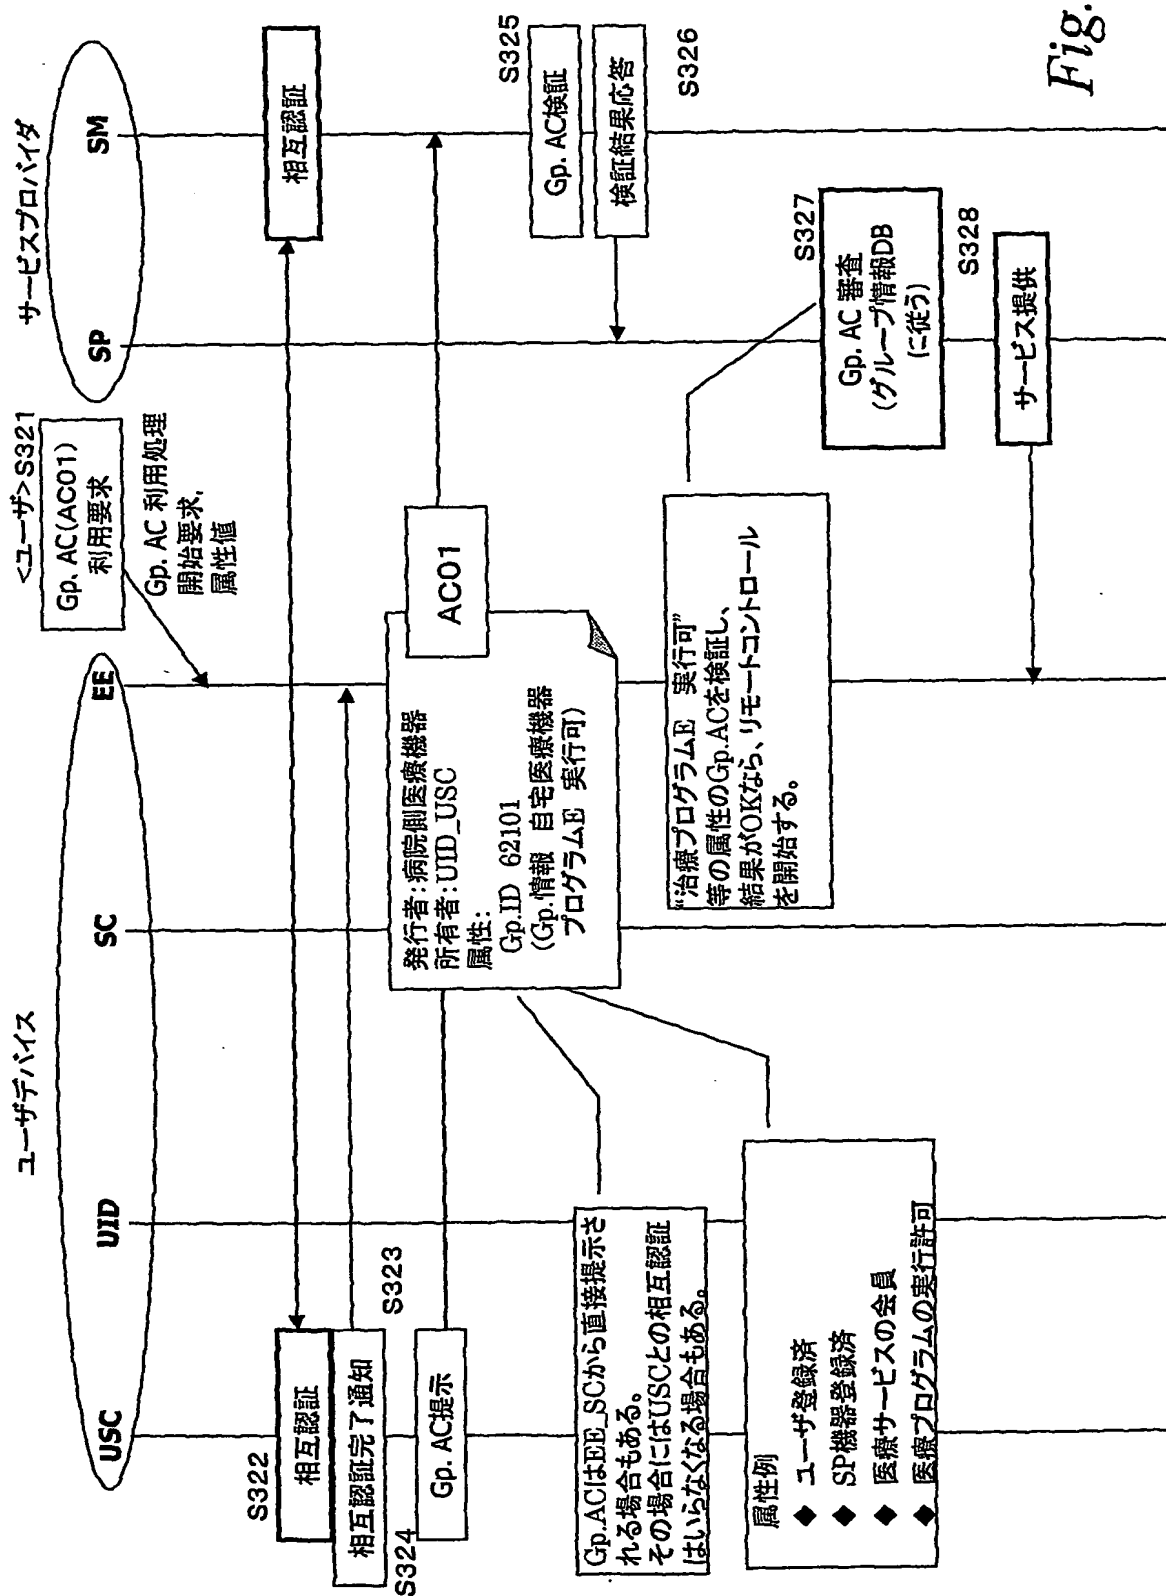 ユーザデバイス
サービスプロバイダ
USC
UID
SC
EE
SP
SM
<ユーザ>S321
Gp. AC(AC01)
利用要求
Gp. AC 利用処理
開始要求,
属性値
S322
相互認証
相互認証
相互認証完了通知
S323
S324
Gp. AC提示
発行者:病院側医療機器
所有者:UID_USC
属性:
Gp.ID 62101
(Gp.情報 自宅医療機器
プログラムE 実行可)
AC01
S325
Gp. AC検証
検証結果応答
S326
Gp.ACはEE_SCから直接提示さ
れる場合もある。
その場合にはUSCとの相互認証
はいらなくなる場合もある。
"治療プログラムE 実行可"
等の属性のGp.ACを検証し、
結果がOKなら、リモートコントロール
を開始する。
S327
Gp. AC 審査
(グループ情報DB
に従う)
属性例
◆ ユーザ登録済
◆ SP機器登録済
◆ 医療サービスの会員
◆ 医療プログラムの実行許可
S328
サービス提供
Fig.